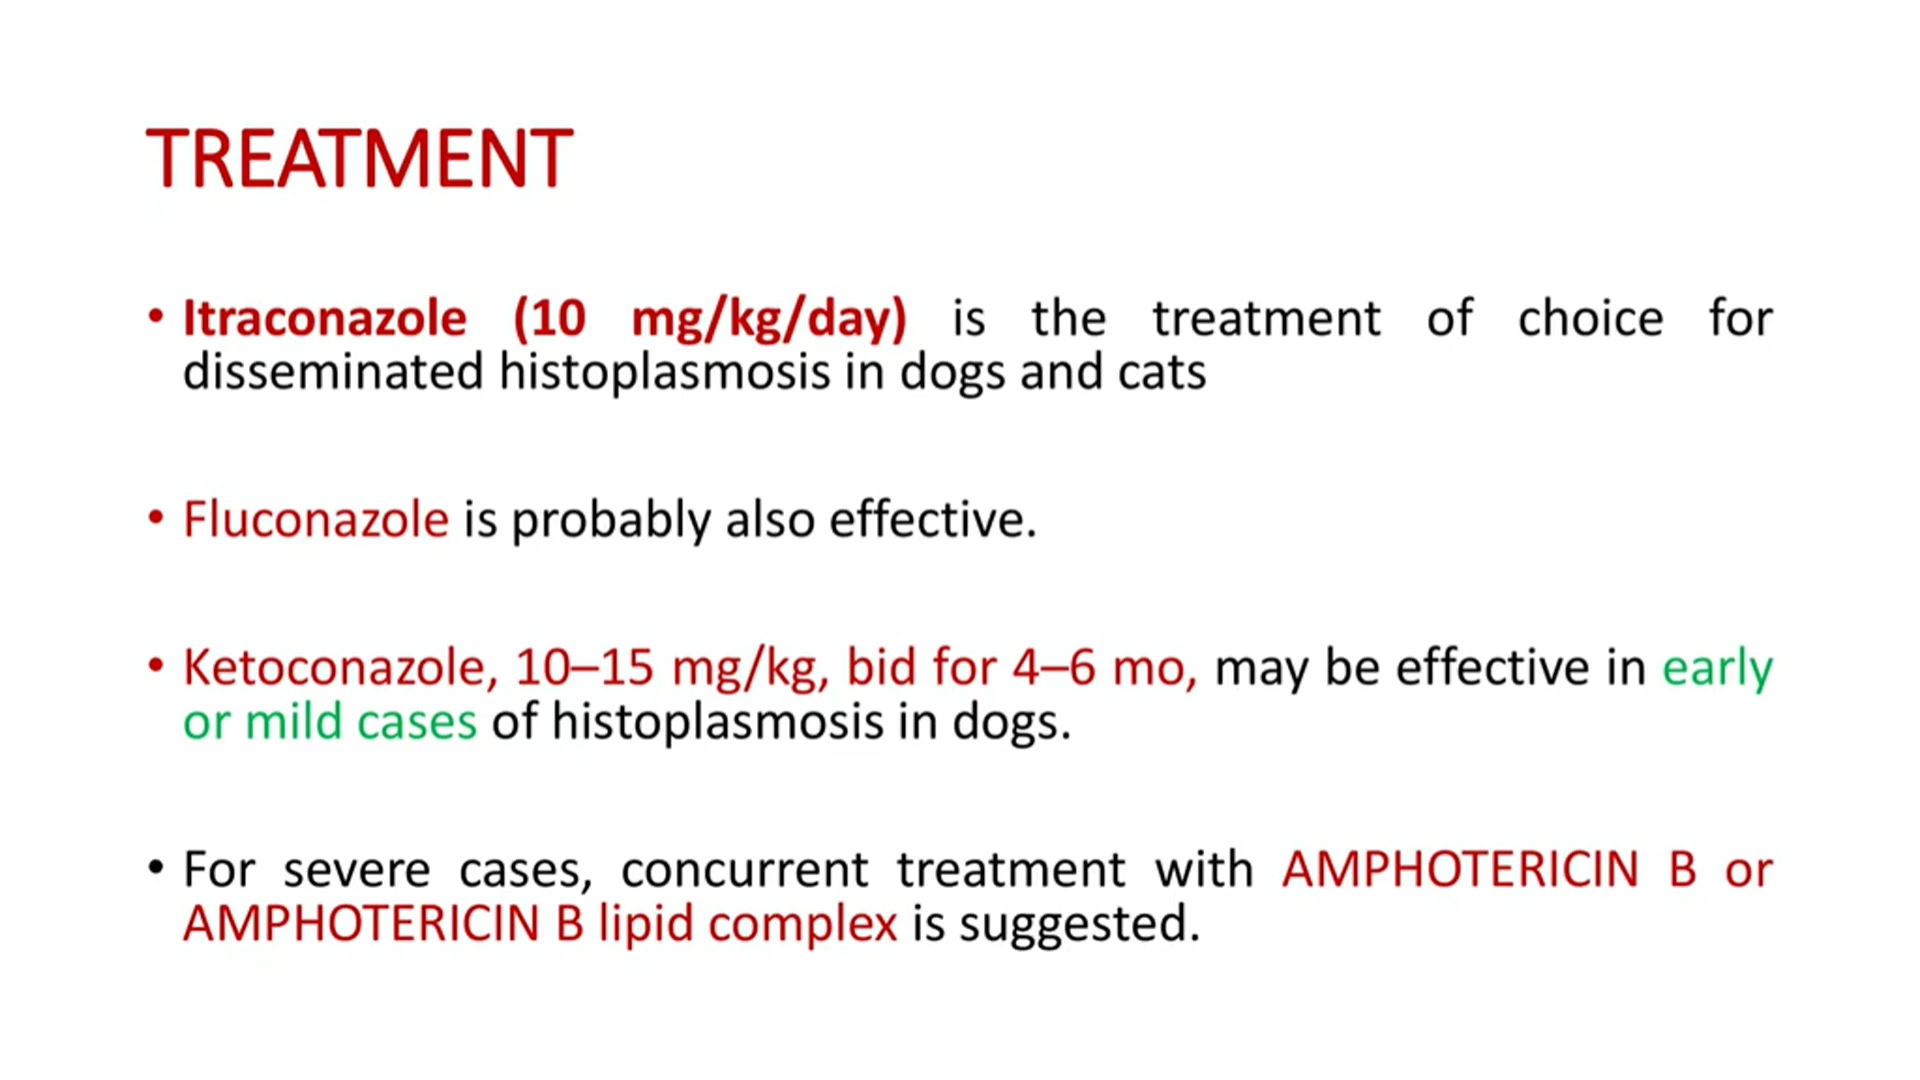 TREATMENT
• Itraconazole (10 mg/kg/day) is the treatment of choice for
disseminated histoplasmosis in dogs and cats
• Fluconazole is probably also effective.
• Ketoconazole, 10–15 mg/kg, bid for 4–6 mo, may be effective in early
or mild cases of histoplasmosis in dogs.
• For severe cases, concurrent treatment with AMPHOTERICIN B or
AMPHOTERICIN B lipid complex is suggested.